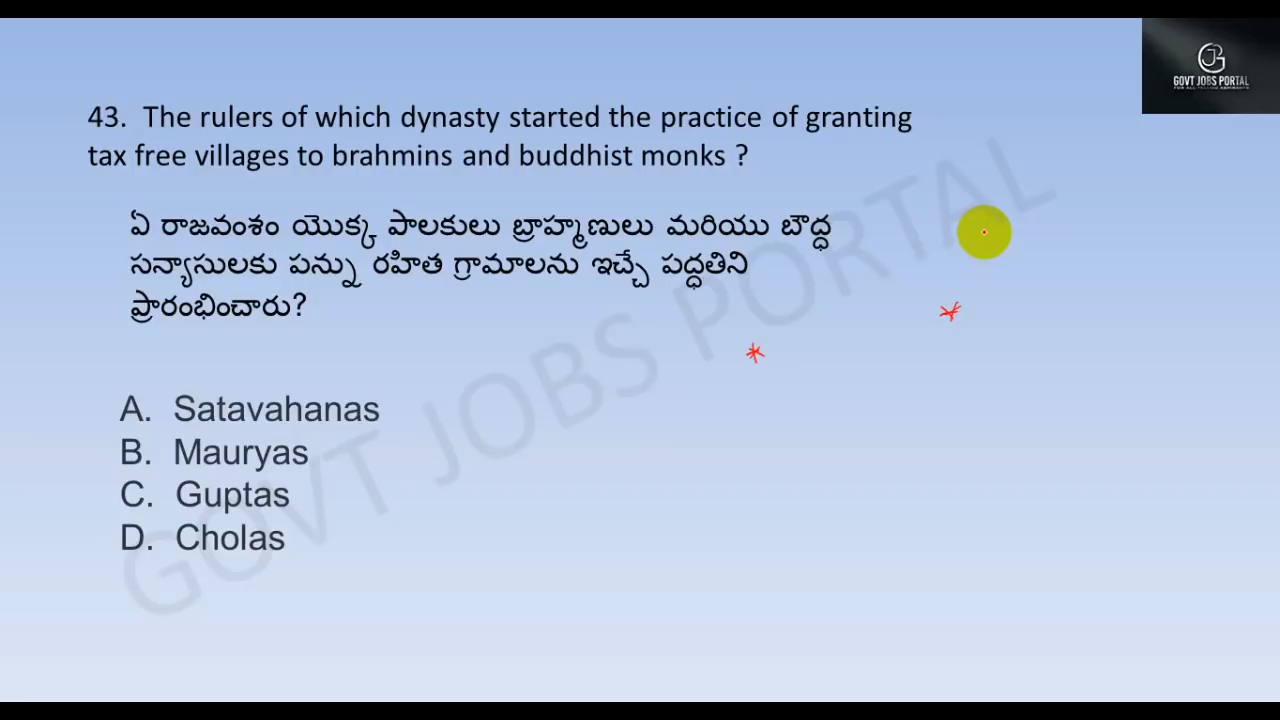 GOVT JOBS PORTAL
43. The rulers of which dynasty started the practice of granting
tax free villages to brahmins and buddhist monks ?
ఏ రాజవంశం యొక్క పాలకులు బ్రాహ్మణులు మరియు బౌద్ధ
సన్యాసులకు పన్ను రహిత గ్రామాలను ఇచ్చే పద్ధతిని
ప్రారంభించారు?
A. Satavahanas
B. Mauryas
C. Guptas
D. Cholas
GOVT JOBS PORTAL